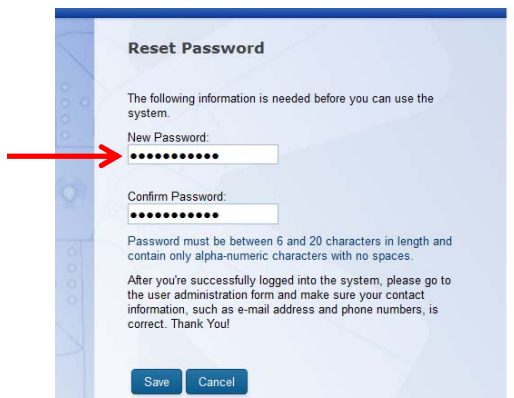 Reset Password
The following information is needed before you can use the
system.
New Password:
●●●●●●●●●●●
Confirm Password:
●●●●●●●●●●●
Password must be between 6 and 20 characters in length and
contain only alpha-numeric characters with no spaces.
After you're successfully logged into the system, please go to
the user administration form and make sure your contact
information, such as e-mail address and phone numbers, is
correct. Thank You!
Save Cancel